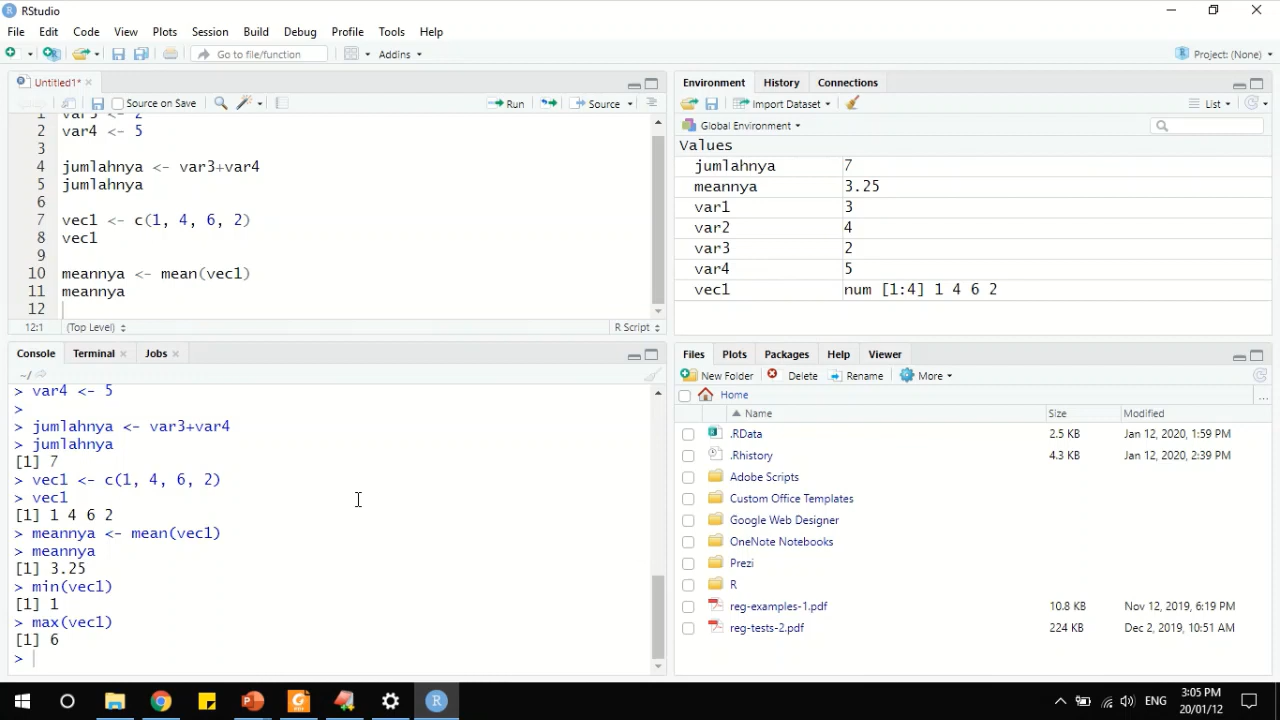 RStudio
File Edit Code View Plots Session Build Debug Profile Tools Help
Go to file/function Addins Project: (None)
Untitled1*
Source on Save Run Source
1 var3 <- 2
2 var4 <- 5
3
4 jumlahnya <- var3+var4
5 jumlahnya
6
7 vec1 <- c(1, 4, 6, 2)
8 vec1
9
10 meannya <- mean(vec1)
11 meannya
12
12:1 (Top Level) R Script
Console Terminal Jobs
~/
> var4 <- 5
>
> jumlahnya <- var3+var4
> jumlahnya
[1] 7
> vec1 <- c(1, 4, 6, 2)
> vec1
[1] 1 4 6 2
> meannya <- mean(vec1)
> meannya
[1] 3.25
> min(vec1)
[1] 1
> max(vec1)
[1] 6
>
Environment History Connections
Import Dataset List
Global Environment
Values
jumlahnya 7
meannya 3.25
var1 3
var2 4
var3 2
var4 5
vec1 num [1:4] 1 4 6 2
Files Plots Packages Help Viewer
New Folder Delete Rename More
Home ...
Name Size Modified
.RData 2.5 KB Jan 12, 2020, 1:59 PM
.Rhistory 4.3 KB Jan 12, 2020, 2:39 PM
Adobe Scripts
Custom Office Templates
Google Web Designer
OneNote Notebooks
Prezi
R
reg-examples-1.pdf 10.8 KB Nov 12, 2019, 6:19 PM
reg-tests-2.pdf 224 KB Dec 2, 2019, 10:51 AM
ENG 3:05 PM
20/01/12